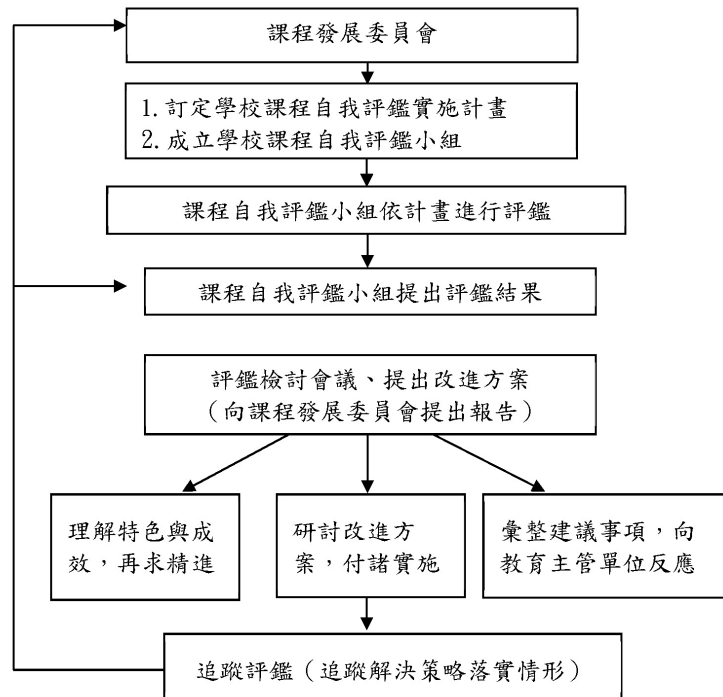 課程發展委員會
1. 訂定學校課程自我評鑑實施計畫
2. 成立學校課程自我評鑑小組
課程自我評鑑小組依計畫進行評鑑
課程自我評鑑小組提出評鑑結果
評鑑檢討會議、提出改進方案
（向課程發展委員會提出報告）
理解特色與成
效，再求精進
研討改進方
案，付諸實施
彙整建議事項，向
教育主管單位反應
追蹤評鑑（追蹤解決策略落實情形）